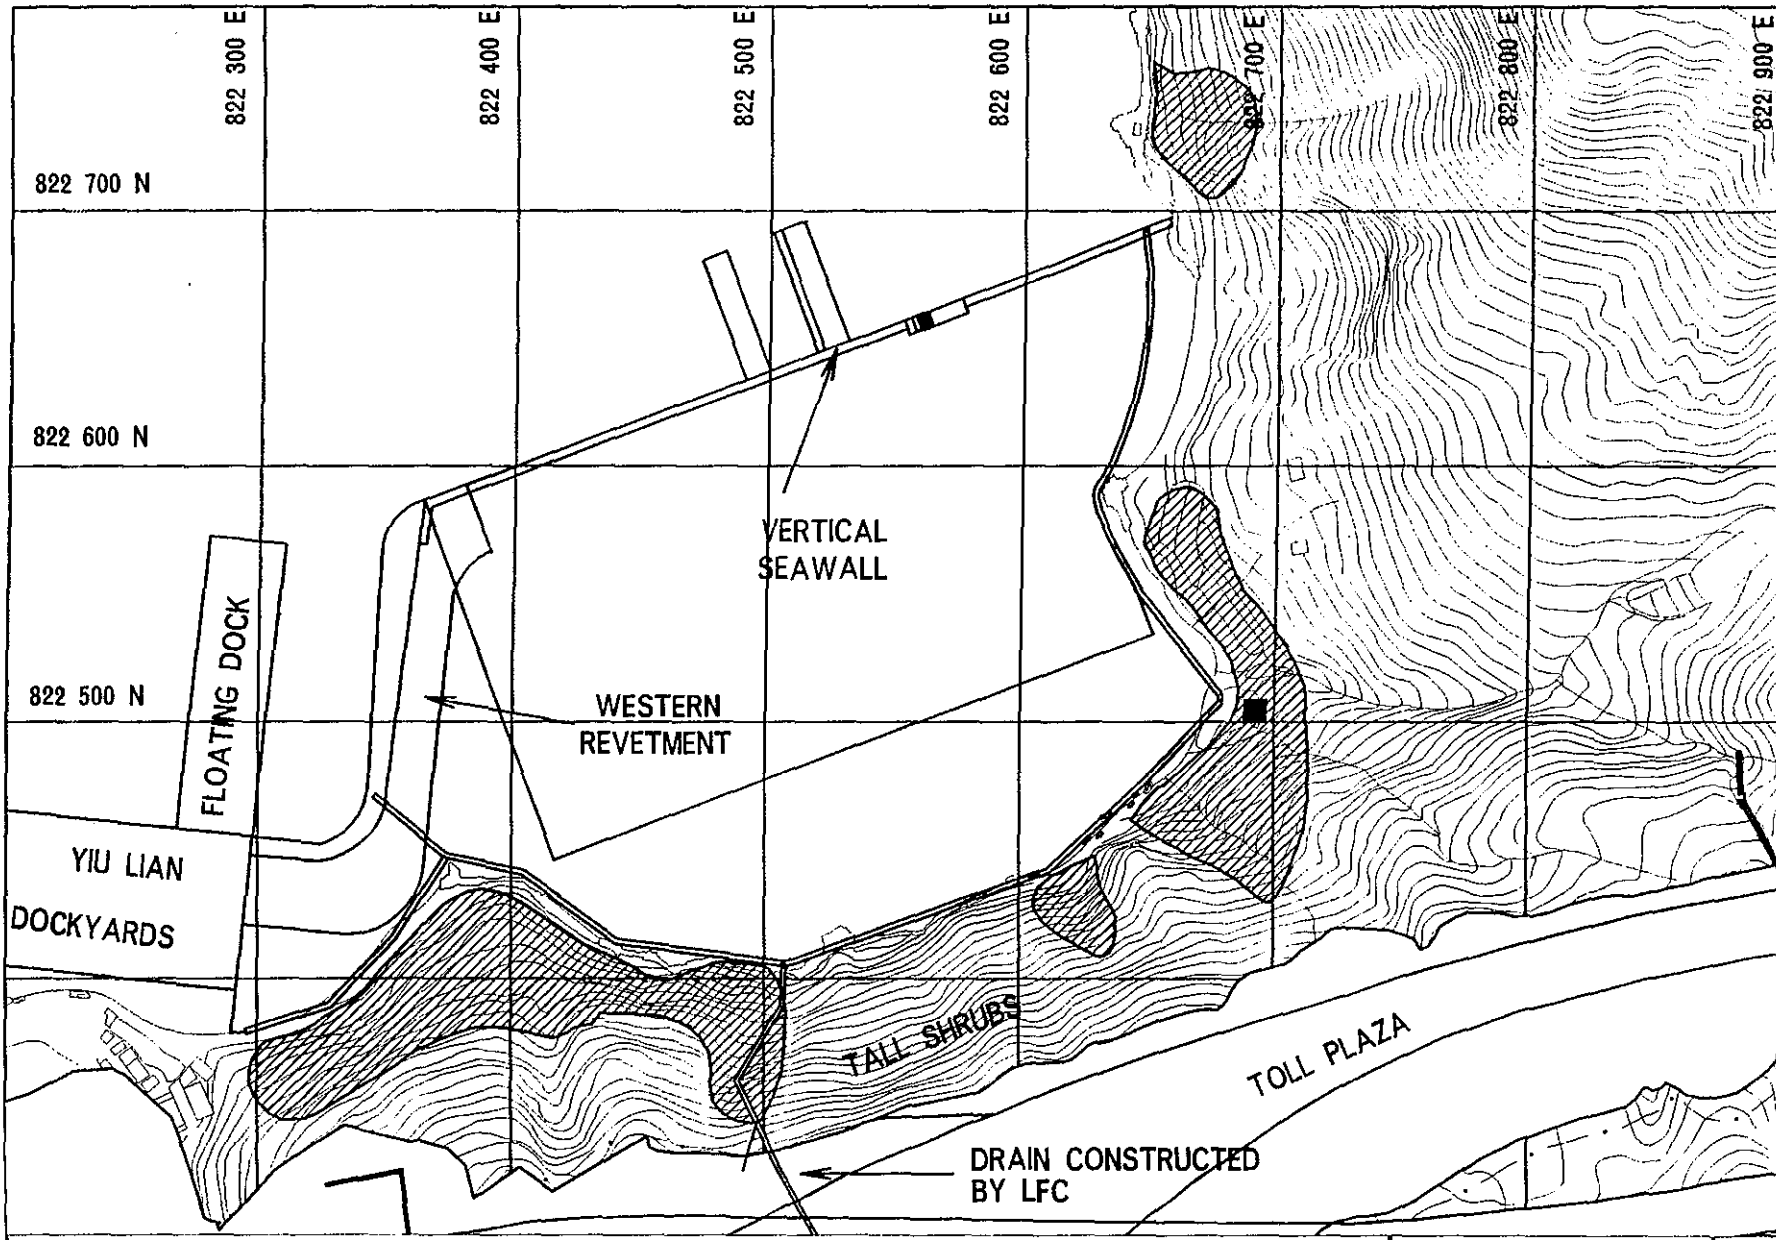 822 300 E
822 400 E
822 500 E
822 600 E
822 700 E
822 800 E
822 900 E
822 700 N
822 600 N
822 500 N
VERTICAL
SEAWALL
FLOATING DOCK
WESTERN
REVETMENT
YIU LIAN
DOCKYARDS
TALL SHRUBS
TOLL PLAZA
DRAIN CONSTRUCTED
BY LFC